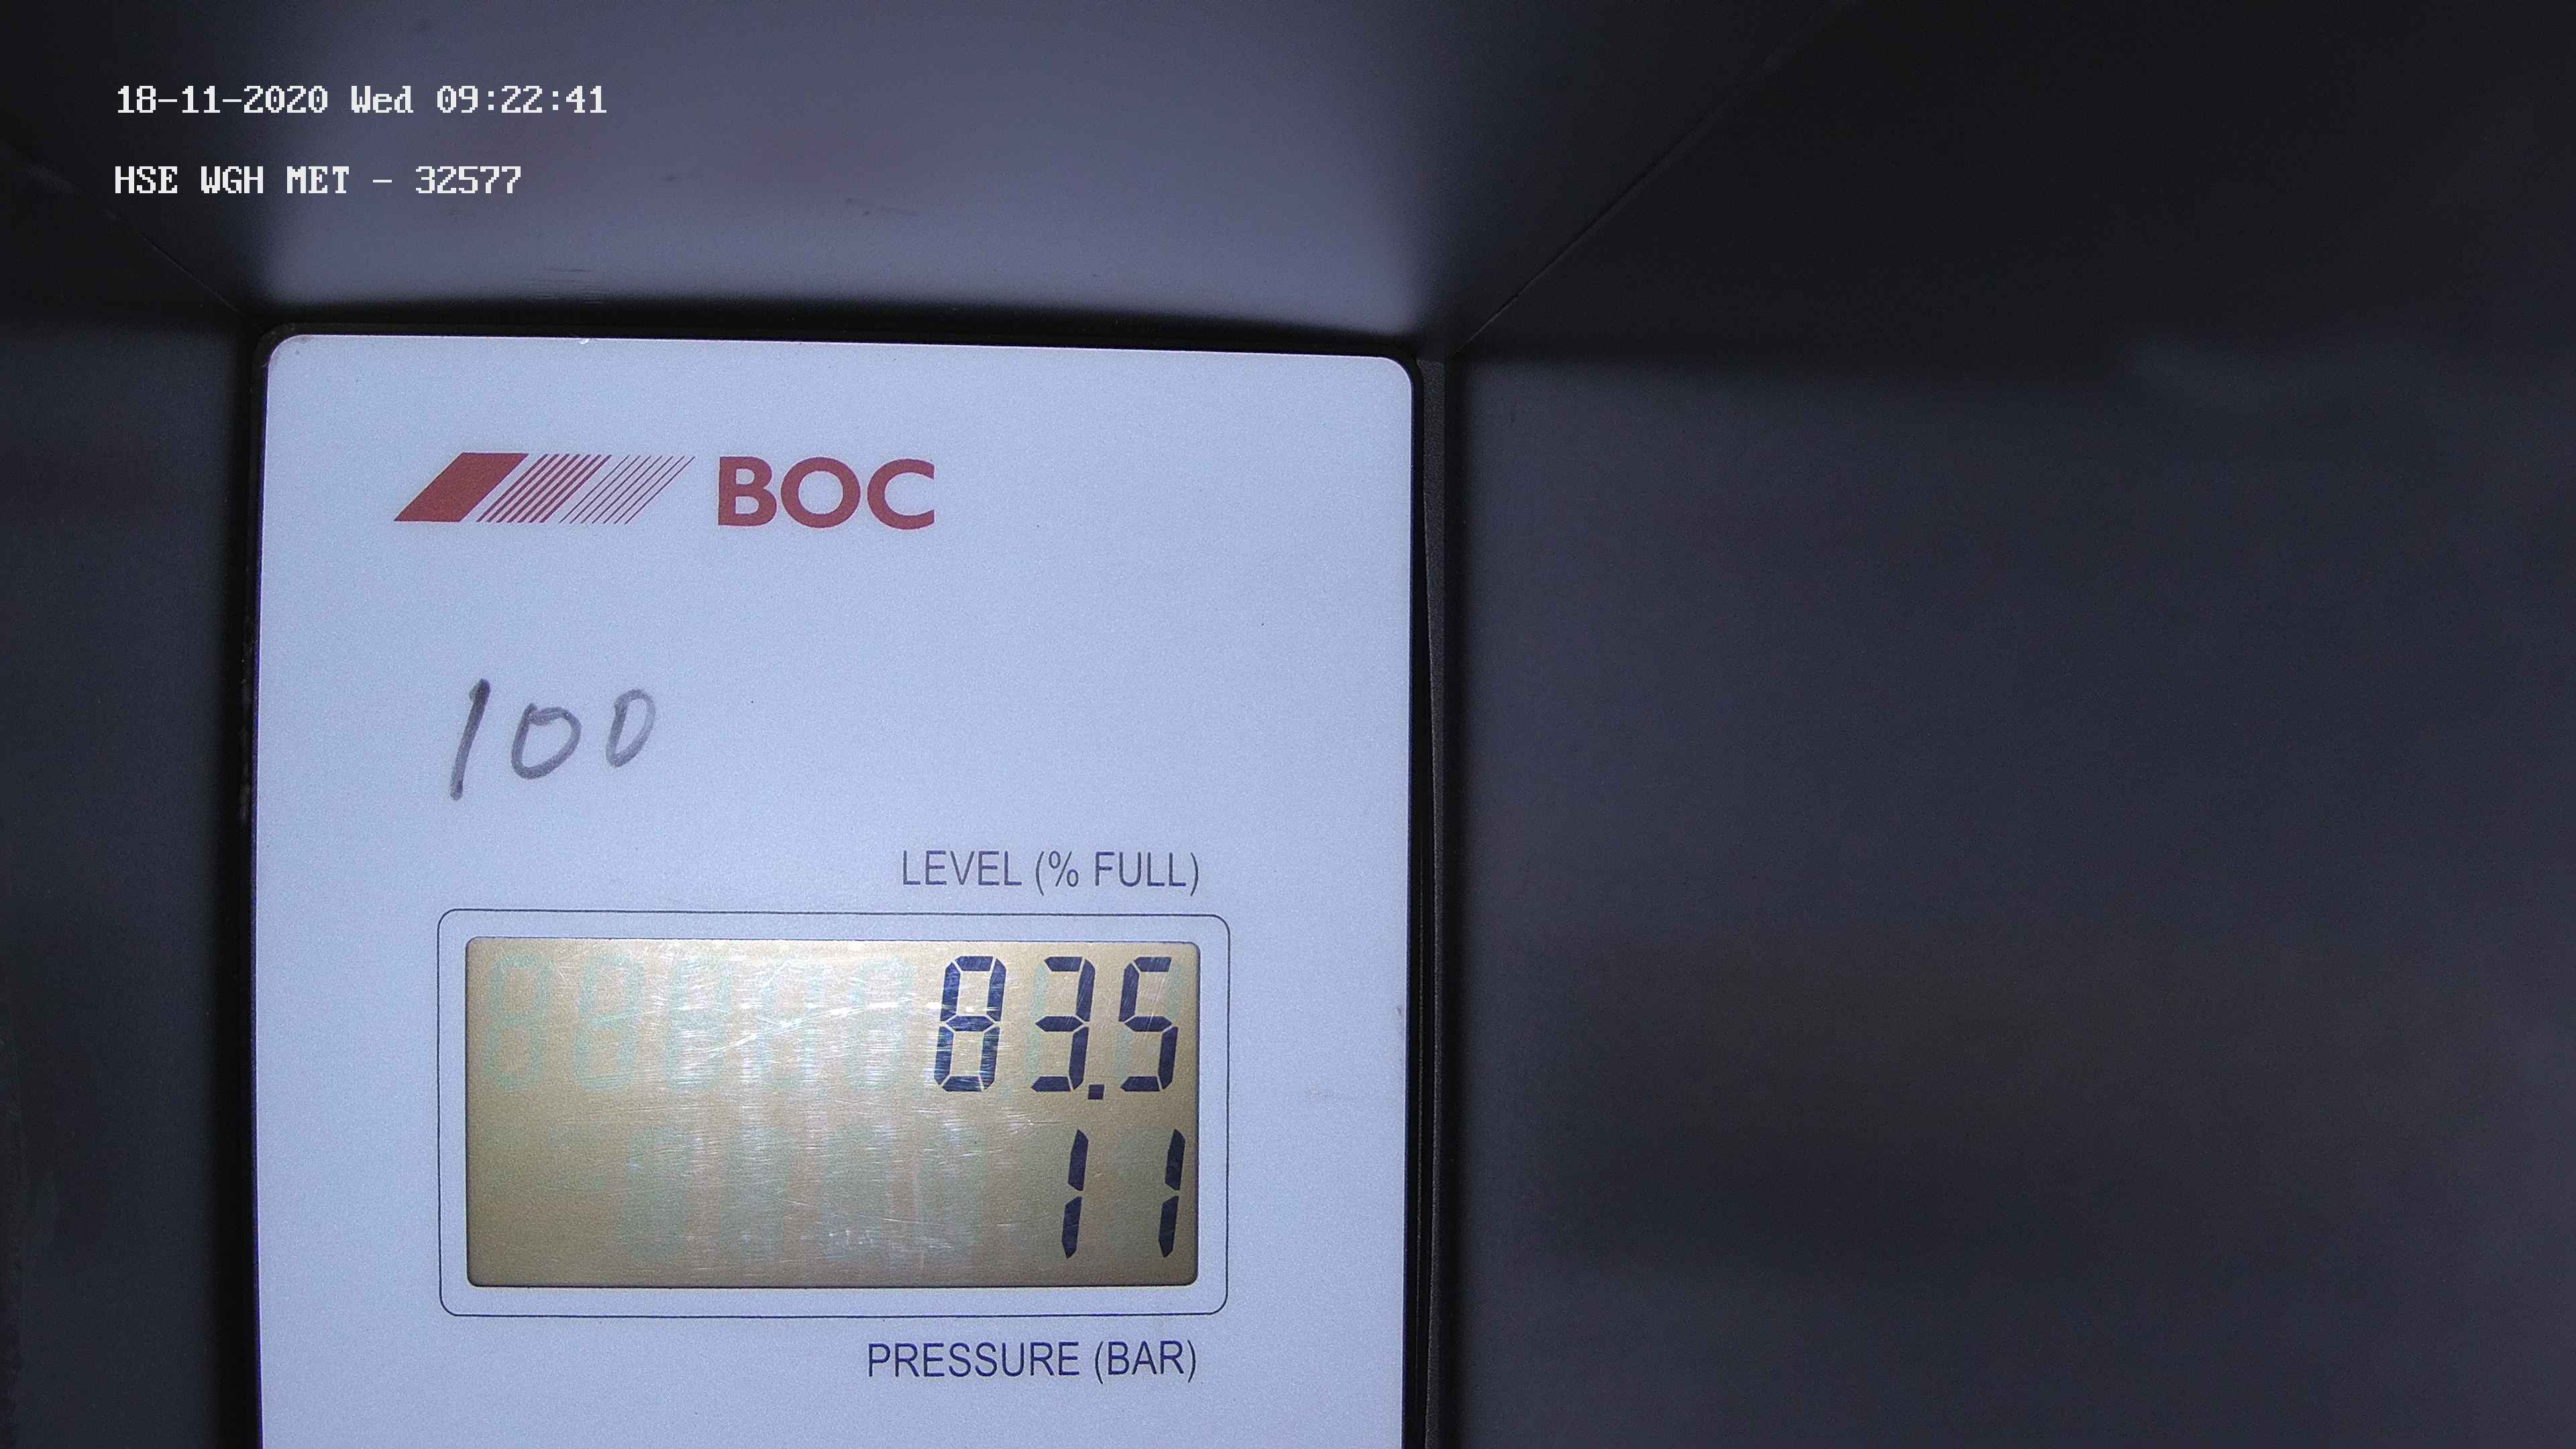 18-11-2020 Wed 09:22:41
HSE WGH MET - 32577
BOC
100
LEVEL (% FULL)
83.5
11
PRESSURE (BAR)